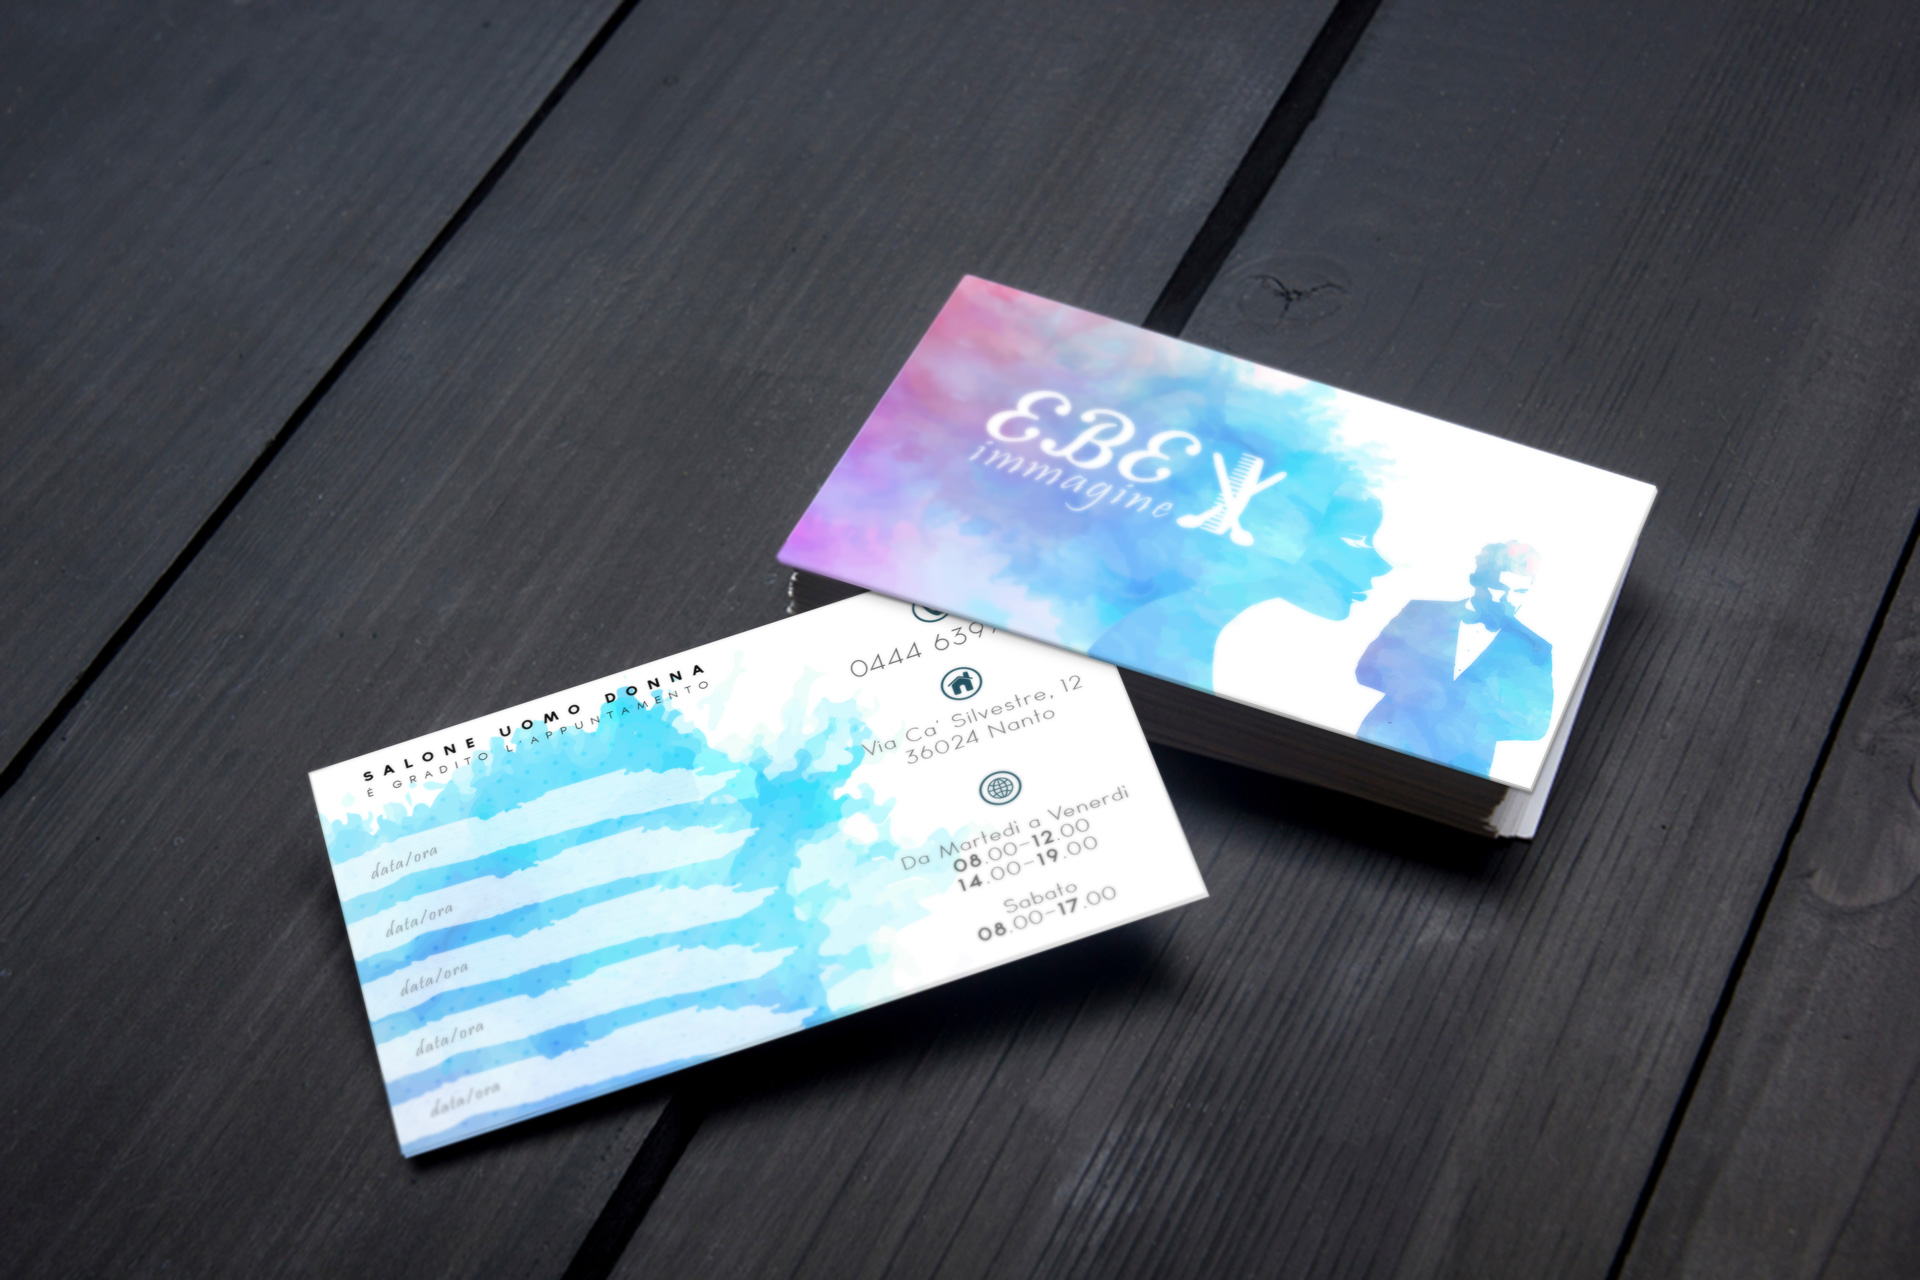 EBE
immagine
SALONE UOMO DONNA
È GRADITO L'APPUNTAMENTO
data/ora
data/ora
data/ora
data/ora
data/ora
0444 639
Via Ca' Silvestre, 12
36024 Nanto
Da Martedì a Venerdì
08.00-12.00
14.00-19.00
Sabato
08.00-17.00